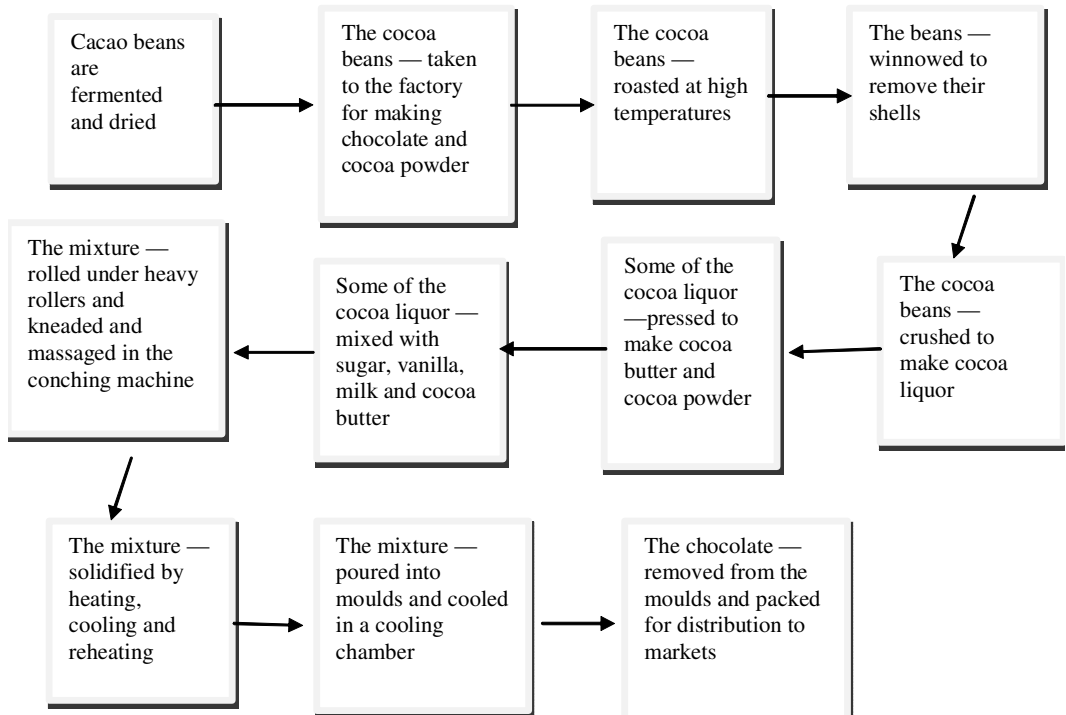 Cacao beans
are
fermented
and dried
The cocoa
beans — taken
to the factory
for making
chocolate and
cocoa powder
The cocoa
beans —
roasted at high
temperatures
The beans —
winnowed to
remove their
shells
The cocoa
beans —
crushed to
make cocoa
liquor
Some of the
cocoa liquor
—pressed to
make cocoa
butter and
cocoa powder
Some of the
cocoa liquor —
mixed with
sugar, vanilla,
milk and cocoa
butter
The mixture —
rolled under heavy
rollers and
kneaded and
massaged in the
conching machine
The mixture —
solidified by
heating,
cooling and
reheating
The mixture —
poured into
moulds and cooled
in a cooling
chamber
The chocolate —
removed from the
moulds and packed
for distribution to
markets